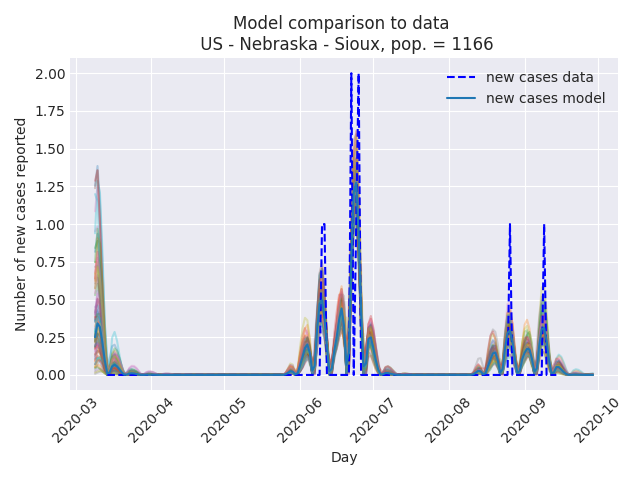 Model comparison to data
US - Nebraska - Sioux, pop. = 1166
new cases data
new cases model
Number of new cases reported
2.00
1.75
1.50
1.25
1.00
0.75
0.50
0.25
0.00
2020-03
2020-04
2020-05
2020-06
2020-07
2020-08
2020-09
2020-10
Day